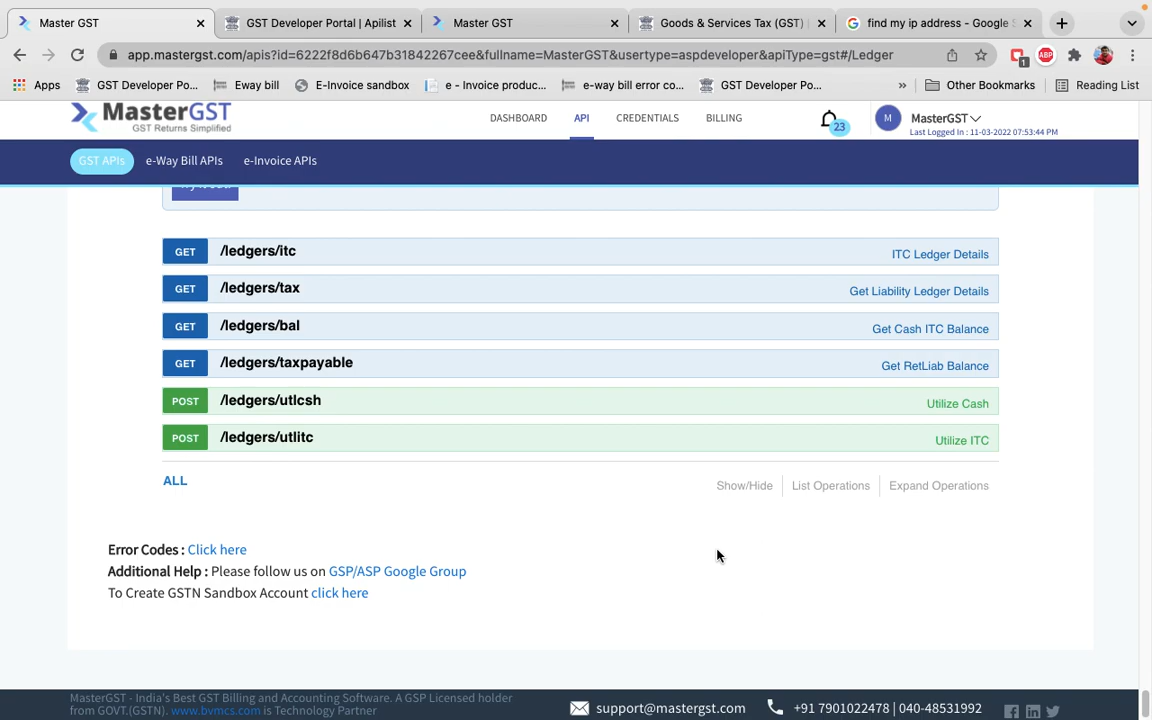 Master GST
GST Developer Portal | Apilist
Master GST
Goods & Services Tax (GST)
find my ip address - Google S
app.mastergst.com/apis?id=6222f8d6b647b31842267cee&fullname=MasterGST&usertype=aspdeveloper&apiType=gst#/Ledger
1
ABP
Apps
GST Developer Po...
Eway bill
E-Invoice sandbox
e - Invoice produc...
e-way bill error co...
GST Developer Po...
»
Other Bookmarks
Reading List
MasterGST
GST Returns Simplified
DASHBOARD
API
CREDENTIALS
BILLING
23
M
MasterGST
Last Logged In : 11-03-2022 07:53:44 PM
GST APIs
e-Way Bill APIs
e-Invoice APIs
GET /ledgers/itc ITC Ledger Details
GET /ledgers/tax Get Liability Ledger Details
GET /ledgers/bal Get Cash ITC Balance
GET /ledgers/taxpayable Get RetLiab Balance
POST /ledgers/utlcsh Utilize Cash
POST /ledgers/utlitc Utilize ITC
ALL
Show/Hide
List Operations
Expand Operations
Error Codes : Click here
Additional Help : Please follow us on GSP/ASP Google Group
To Create GSTN Sandbox Account click here
MasterGST - India's Best GST Billing and Accounting Software. A GSP Licensed holder
from GOVT.(GSTN). www.bvmcs.com is Technology Partner
support@mastergst.com
+91 7901022478 | 040-48531992